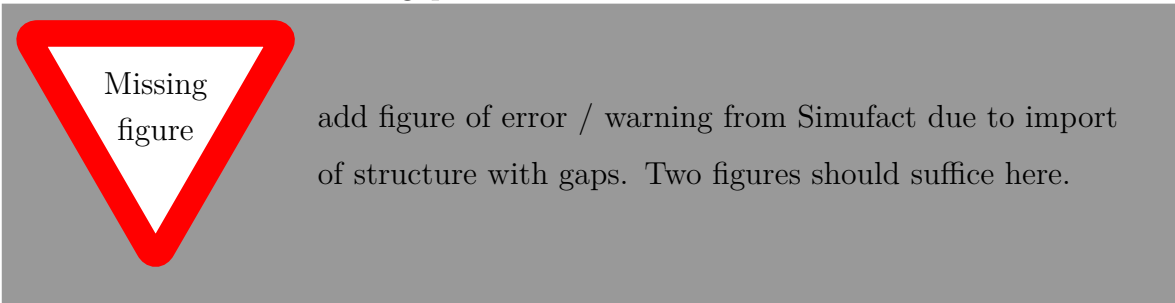 Missing
figure
add figure of error / warning from Simufact due to import
of structure with gaps. Two figures should suffice here.